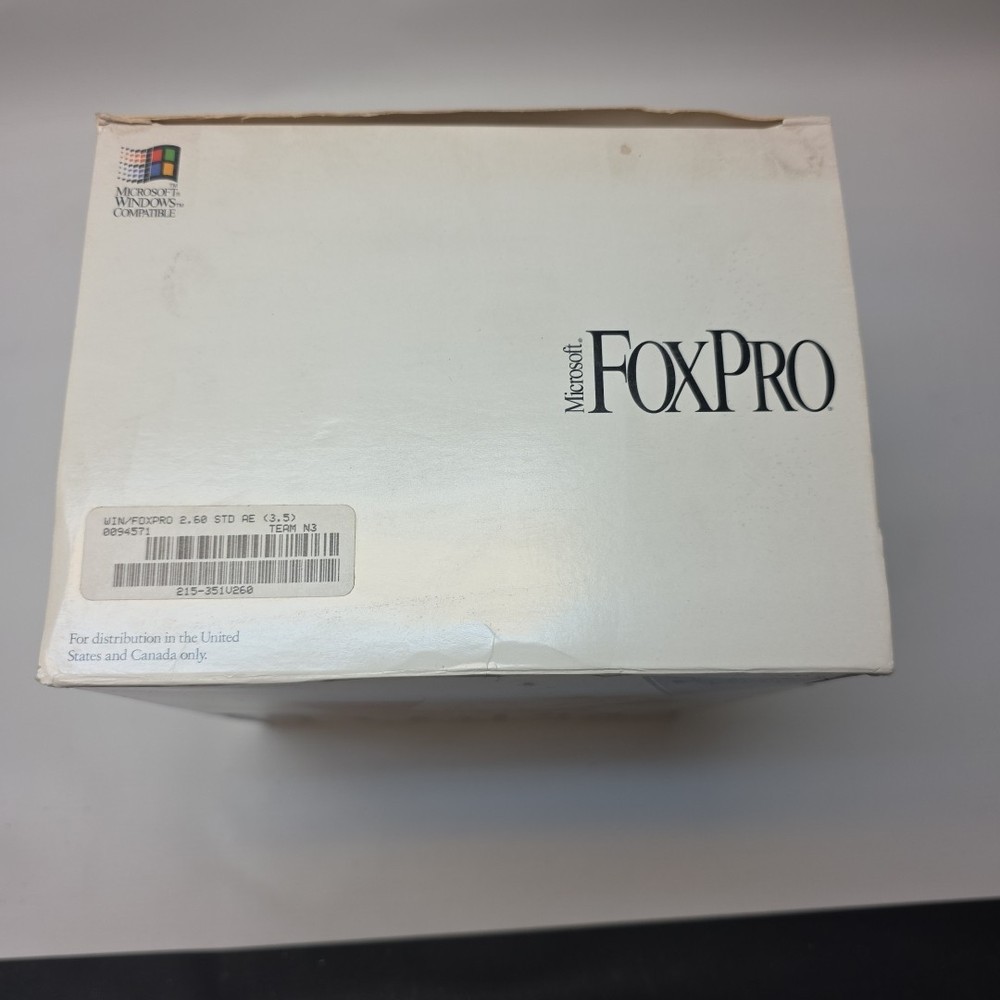 MICROSOFT®
WINDOWS™
COMPATIBLE
Microsoft®
FOXPRO®
WIN/FOXPRO 2.60 STD AE (3.5)
0094571 TEAM N3
215-351V260
For distribution in the United
States and Canada only.